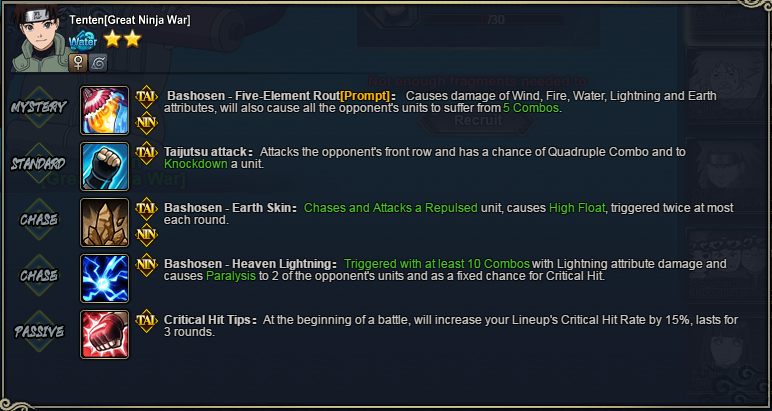 Tenten[Great Ninja War]
/30
Water
Recruit
MYSTERY
TAI
NIN
Bashosen - Five-Element Rout[Prompt]： Causes damage of Wind, Fire, Water, Lightning and Earth
attributes, will also cause all the opponent's units to suffer from 5 Combos.
STANDARD
TAI
Taijutsu attack： Attacks the opponent's front row and has a chance of Quadruple Combo and to
Knockdown a unit.
CHASE
TAI
NIN
Bashosen - Earth Skin： Chases and Attacks a Repulsed unit, causes High Float, triggered twice at most
each round.
CHASE
NIN
Bashosen - Heaven Lightning： Triggered with at least 10 Combos with Lightning attribute damage and
causes Paralysis to 2 of the opponent's units and as a fixed chance for Critical Hit.
PASSIVE
TAI
Critical Hit Tips： At the beginning of a battle, will increase your Lineup's Critical Hit Rate by 15%, lasts for
3 rounds.